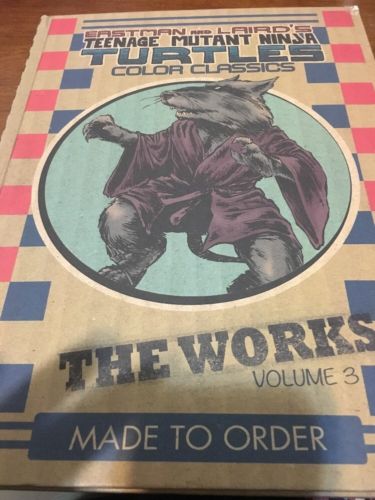 EASTMAN AND LAIRD'S
TEENAGE MUTANT NINJA
TURTLES
COLOR CLASSICS
THE WORKS
VOLUME 3
MADE TO ORDER